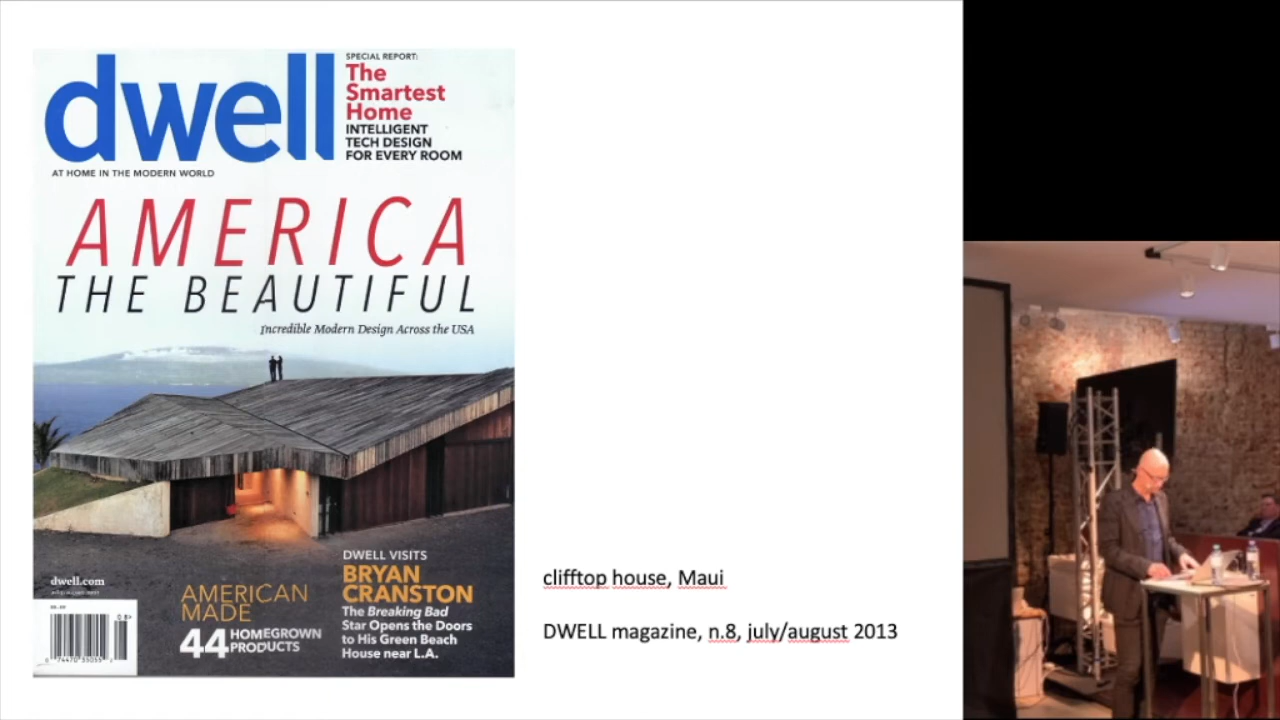 dwell
AT HOME IN THE MODERN WORLD
SPECIAL REPORT:
The
Smartest
Home
INTELLIGENT
TECH DESIGN
FOR EVERY ROOM
AMERICA
THE BEAUTIFUL
Incredible Modern Design Across the USA
dwell.com
AMERICAN
MADE
44 HOMEGROWN
PRODUCTS
DWELL VISITS
BRYAN
CRANSTON
The Breaking Bad
Star Opens the Doors
to His Green Beach
House near L.A.
clifftop house, Maui
DWELL magazine, n.8, july/august 2013